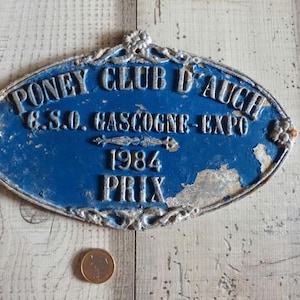 PONEY CLUB D'AUCH
C.S.O. GASCOGNE-EXPO
1984
PRIX